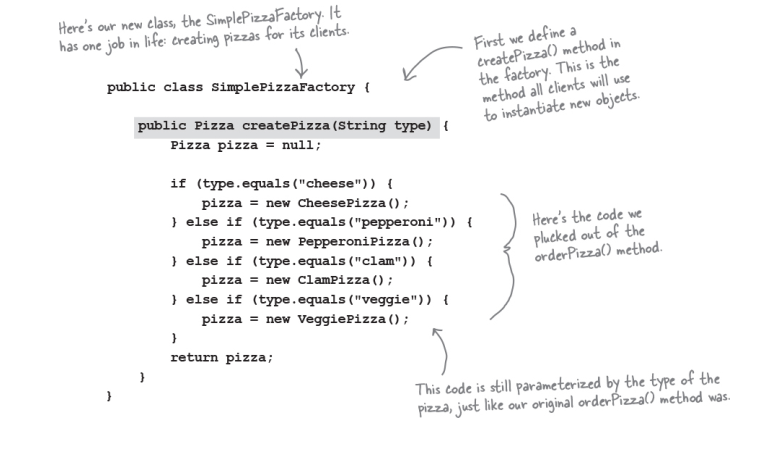 Here's our new class, the SimplePizzaFactory. It
has one job in life: creating pizzas for its clients.
First we define a
createPizza() method in
the factory. This is the
method all clients will use
to instantiate new objects.
public class SimplePizzaFactory {
public Pizza createPizza(String type) {
Pizza pizza = null;
if (type.equals("cheese")) {
pizza = new CheesePizza();
} else if (type.equals("pepperoni")) {
pizza = new PepperoniPizza();
} else if (type.equals("clam")) {
pizza = new ClamPizza();
} else if (type.equals("veggie")) {
pizza = new VeggiePizza();
}
return pizza;
}
}
Here's the code we
plucked out of the
orderPizza() method.
This code is still parameterized by the type of the
pizza, just like our original orderPizza() method was.